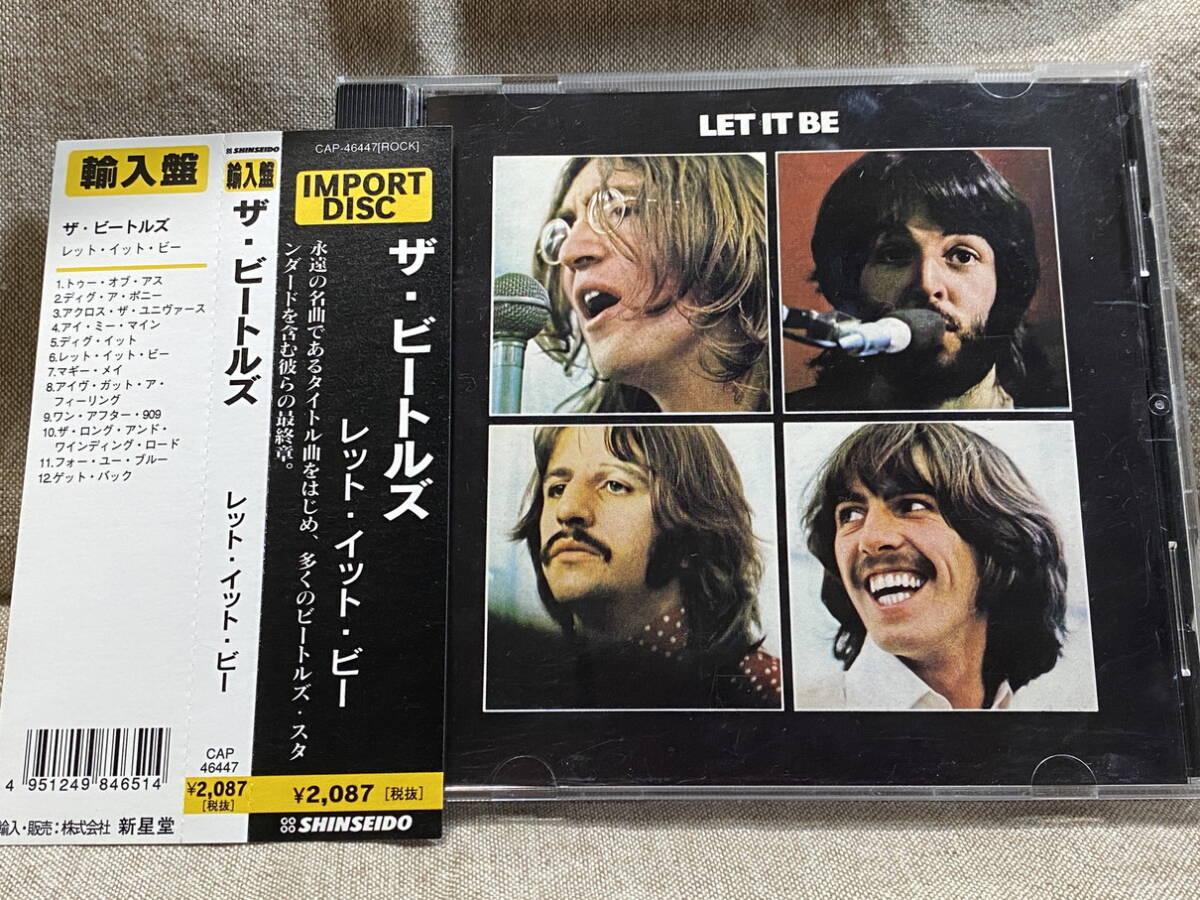 輸入盤
ザ・ビートルズ
レット・イット・ビー
1.トゥー・オブ・アス
2.ディグ・ア・ポニー
3.アクロス・ザ・ユニヴァース
4.アイ・ミー・マイン
5.ディグ・イット
6.レット・イット・ビー
7.マギー・メイ
8.アイヴ・ガット・ア・
フィーリング
9.ワン・アフター・909
10.ザ・ロング・アンド・
ワインディング・ロード
11.フォー・ユー・ブルー
12.ゲット・バック
4 951249 846514
輸入・販売：株式会社 新星堂
SHINSEIDO
輸入盤
ザ・ビートルズ
レット・イット・ビー
CAP
46447
¥2,087
[税抜]
CAP-46447[ROCK]
IMPORT
DISC
ザ・ビートルズ
レット・イット・ビー
永遠の名曲であるタイトル曲をはじめ、多くのビートルズ・スタ
ンダードを含む彼らの最終章。
¥2,087 [税抜]
SHINSEIDO
LET IT BE